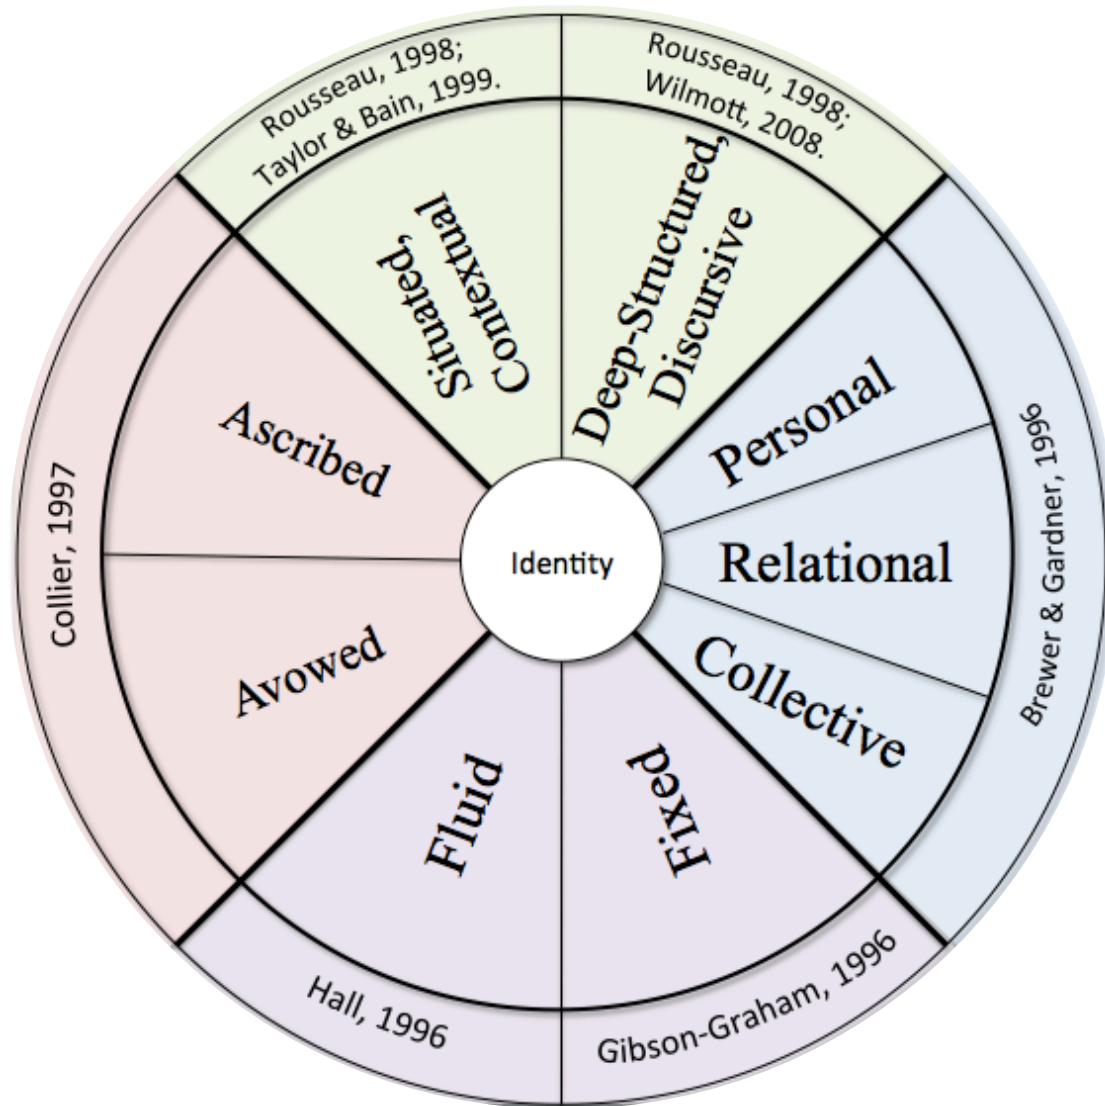 Rousseau, 1998;
Taylor & Bain, 1999.
Rousseau, 1998;
Wilmott, 2008.
Situated,
Contextual
Deep-Structured,
Discursive
Personal
Relational
Collective
Brewer & Gardner, 1996
Fixed
Gibson-Graham, 1996
Fluid
Hall, 1996
Avowed
Ascribed
Collier, 1997
Identity